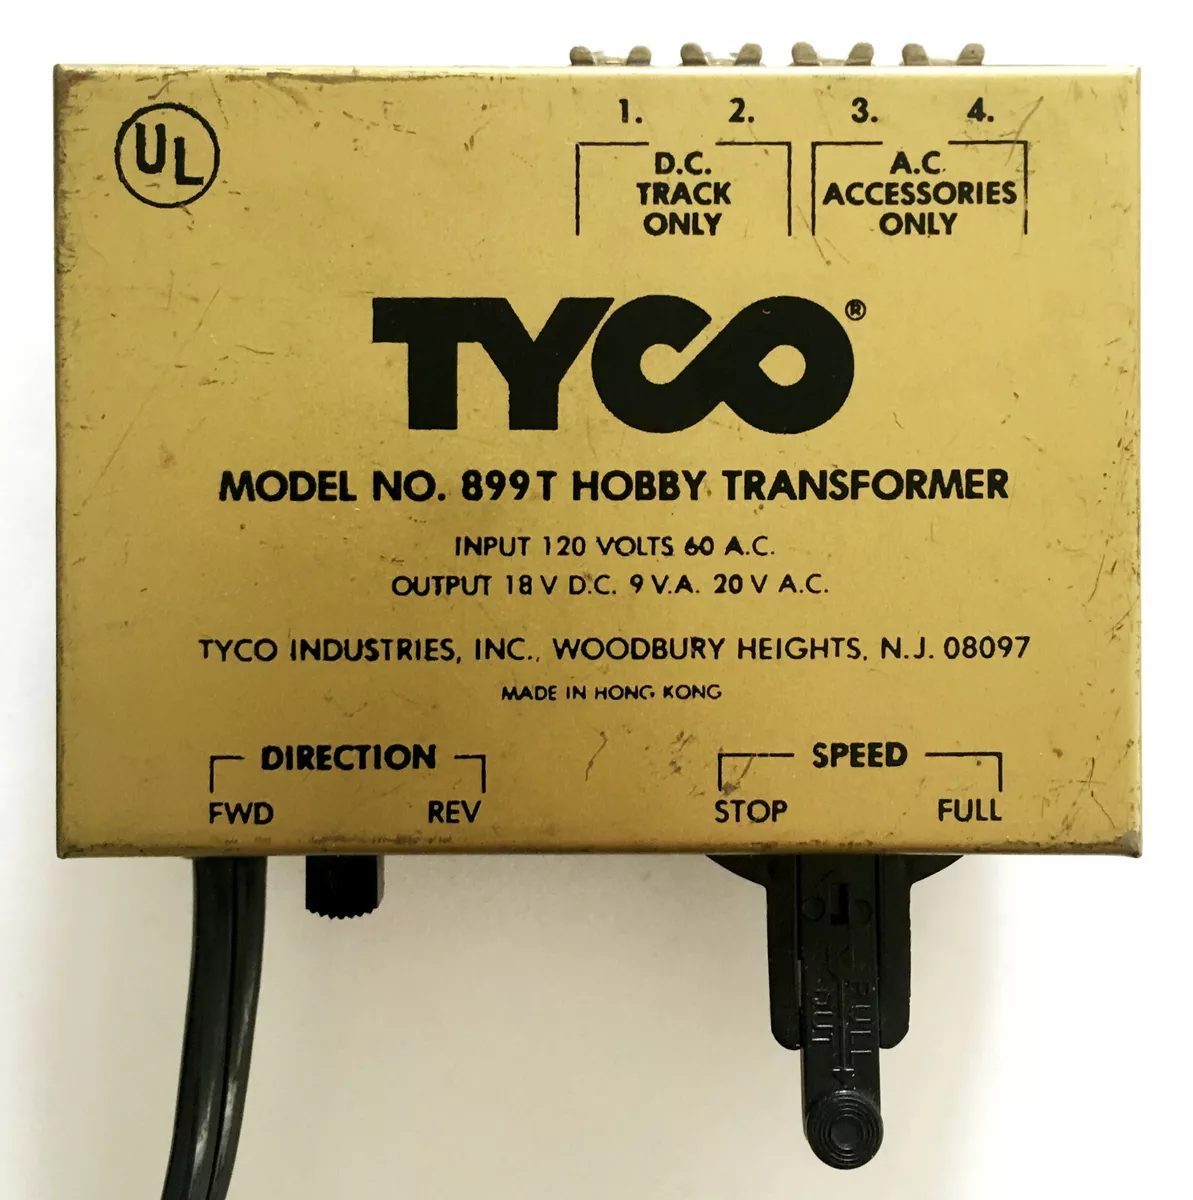 UL
1. 2. 3. 4.
D.C. TRACK ONLY
A.C. ACCESSORIES ONLY
TYCO®
MODEL NO. 899T HOBBY TRANSFORMER
INPUT 120 VOLTS 60 A.C.
OUTPUT 18 V D.C. 9 V.A. 20 V A.C.
TYCO INDUSTRIES, INC., WOODBURY HEIGHTS, N.J. 08097
MADE IN HONG KONG
DIRECTION
FWD REV
SPEED
STOP FULL
PULL
OUT